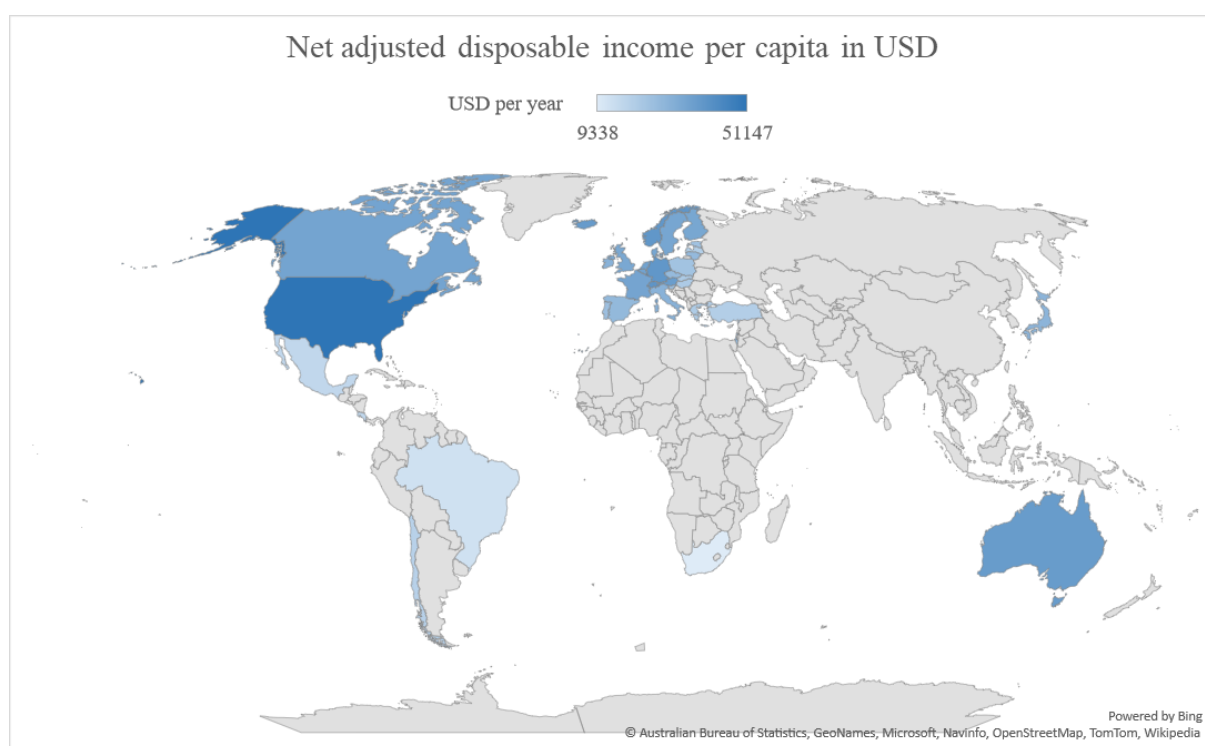 Net adjusted disposable income per capita in USD
USD per year
9338 51147
Powered by Bing
© Australian Bureau of Statistics, GeoNames, Microsoft, Navinfo, OpenStreetMap, TomTom, Wikipedia